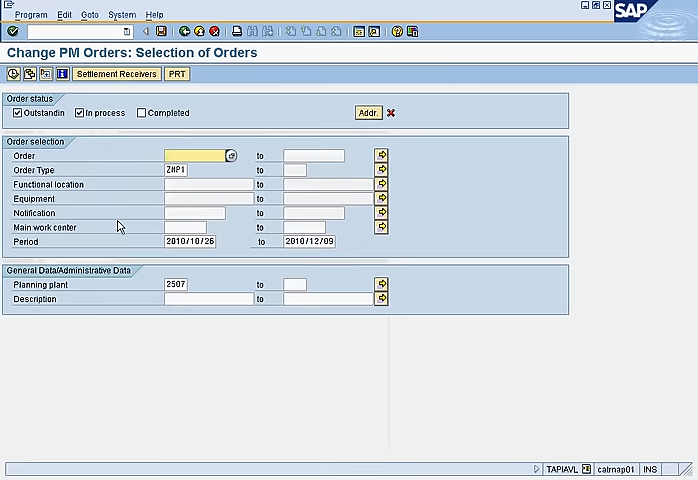 Program Edit Goto System Help
SAP
Change PM Orders: Selection of Orders
Settlement Receivers PRT
Order status
Outstandin In process Completed Addr.
Order selection
Order to
Order Type ZMP1 to
Functional location to
Equipment to
Notification to
Main work center to
Period 2010/10/26 to 2010/12/09
General Data/Administrative Data
Planning plant 2507 to
Description to
TAPIAVL calrnap01 INS